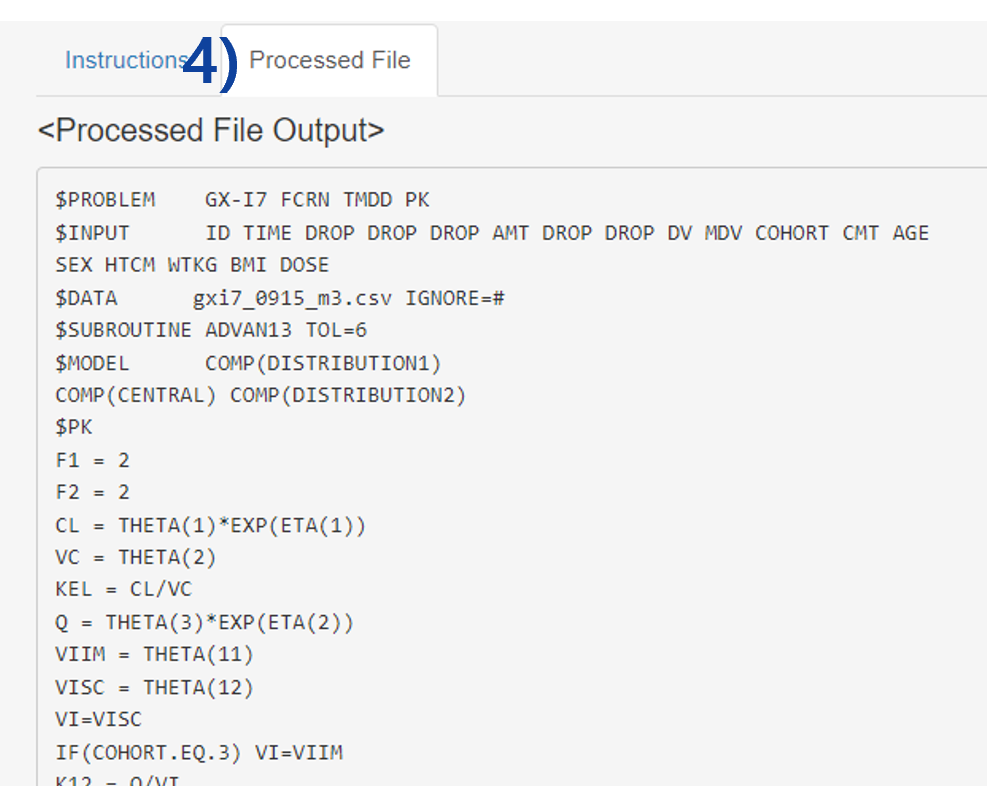 Instructions 4) Processed File
<Processed File Output>
$PROBLEM GX-I7 FCRN TMDD PK
$INPUT ID TIME DROP DROP DROP AMT DROP DROP DV MDV COHORT CMT AGE
SEX HTCM WTKG BMI DOSE
$DATA gxi7_0915_m3.csv IGNORE=#
$SUBROUTINE ADVAN13 TOL=6
$MODEL COMP(DISTRIBUTION1)
COMP(CENTRAL) COMP(DISTRIBUTION2)
$PK
F1 = 2
F2 = 2
CL = THETA(1)*EXP(ETA(1))
VC = THETA(2)
KEL = CL/VC
Q = THETA(3)*EXP(ETA(2))
VIIM = THETA(11)
VISC = THETA(12)
VI=VISC
IF(COHORT.EQ.3) VI=VIIM
K12 = Q/VI